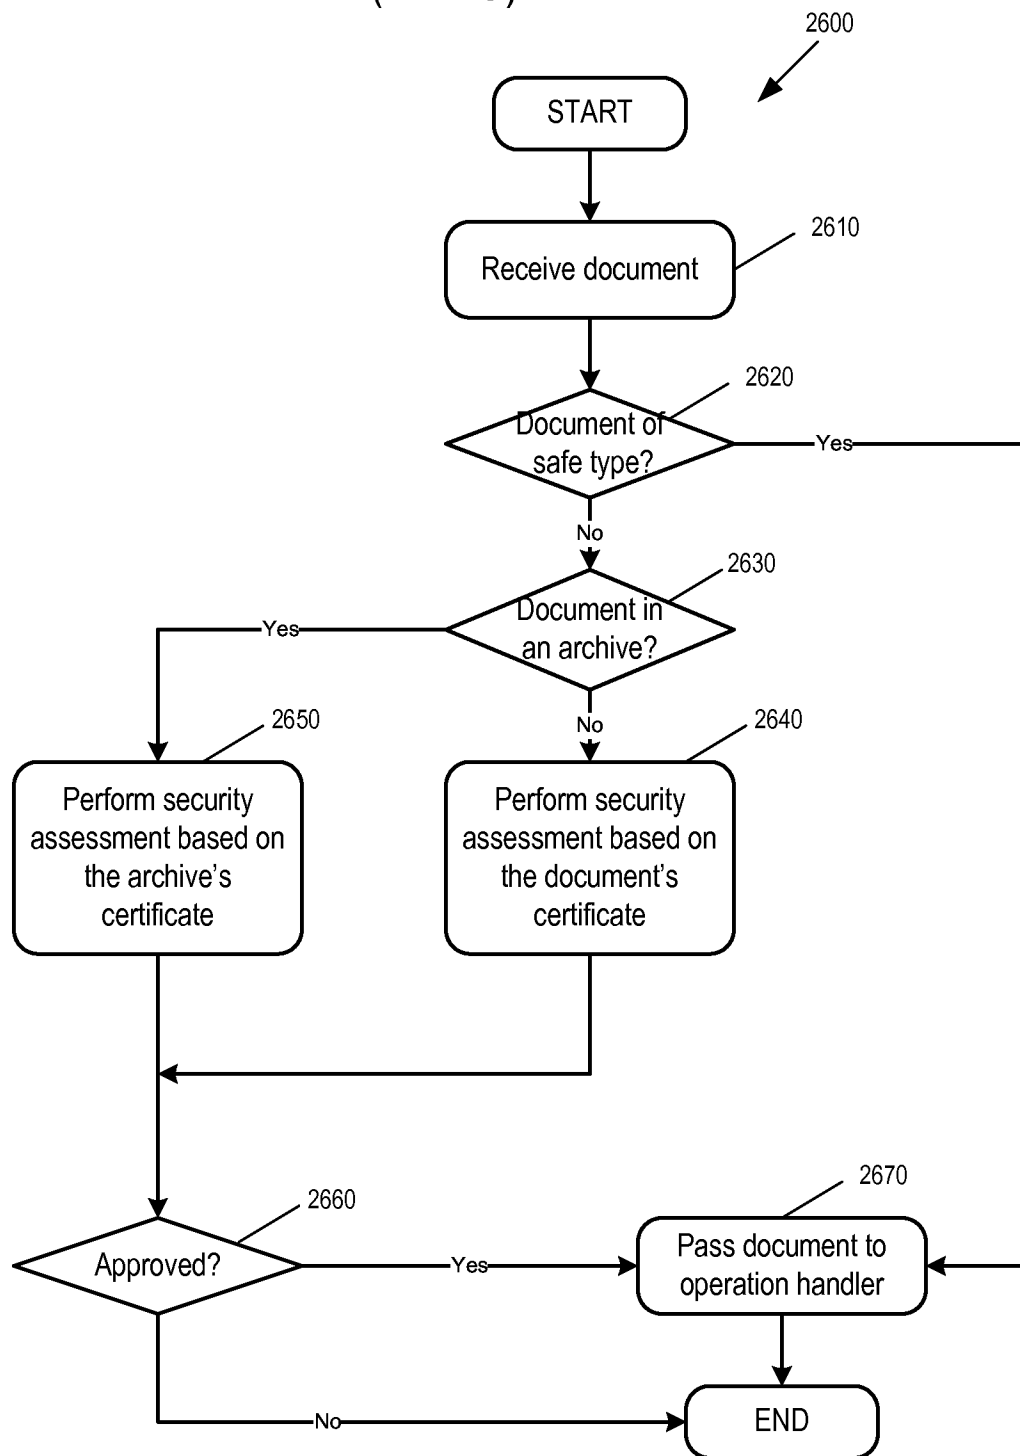 2600
START
2610
Receive document
2620
Document of
safe type?
Yes
No
2630
Document in
an archive?
Yes
No
2650
2640
Perform security
assessment based on
the archive's
certificate
Perform security
assessment based on
the document's
certificate
2660
2670
Approved?
Yes
Pass document to
operation handler
No
END